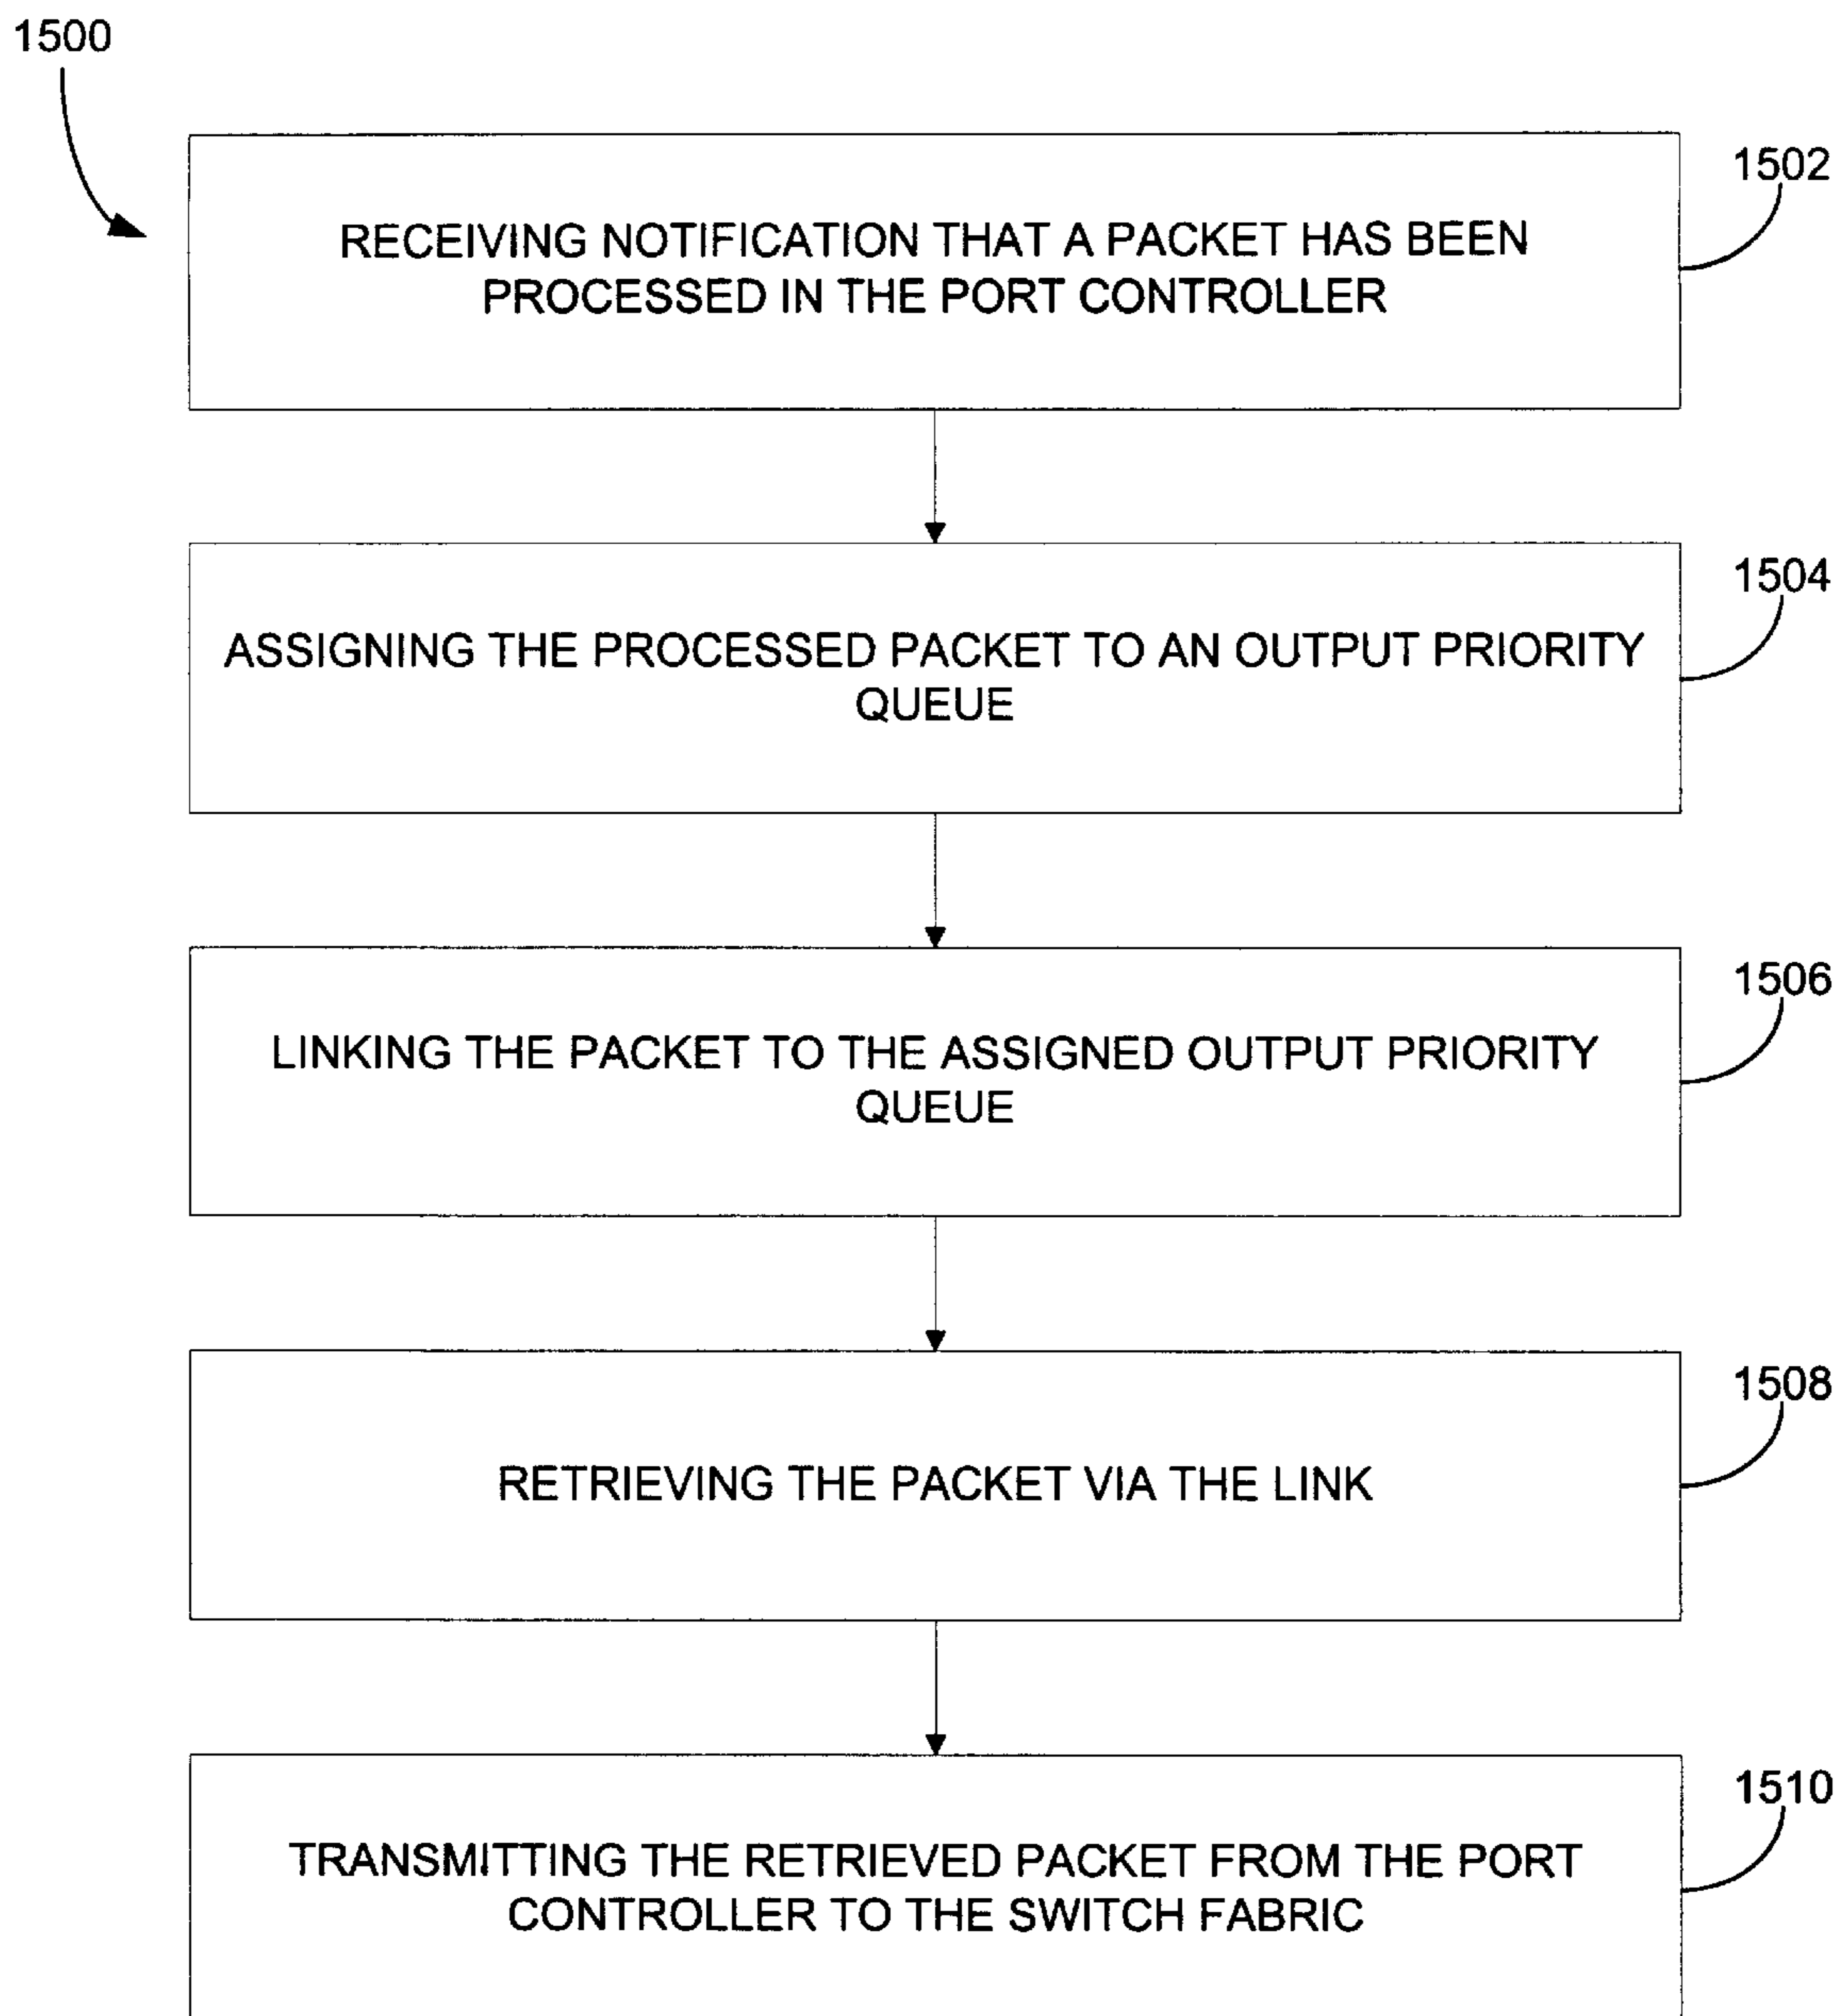 1500
1502
RECEIVING NOTIFICATION THAT A PACKET HAS BEEN
PROCESSED IN THE PORT CONTROLLER
1504
ASSIGNING THE PROCESSED PACKET TO AN OUTPUT PRIORITY
QUEUE
1506
LINKING THE PACKET TO THE ASSIGNED OUTPUT PRIORITY
QUEUE
1508
RETRIEVING THE PACKET VIA THE LINK
1510
TRANSMITTING THE RETRIEVED PACKET FROM THE PORT
CONTROLLER TO THE SWITCH FABRIC